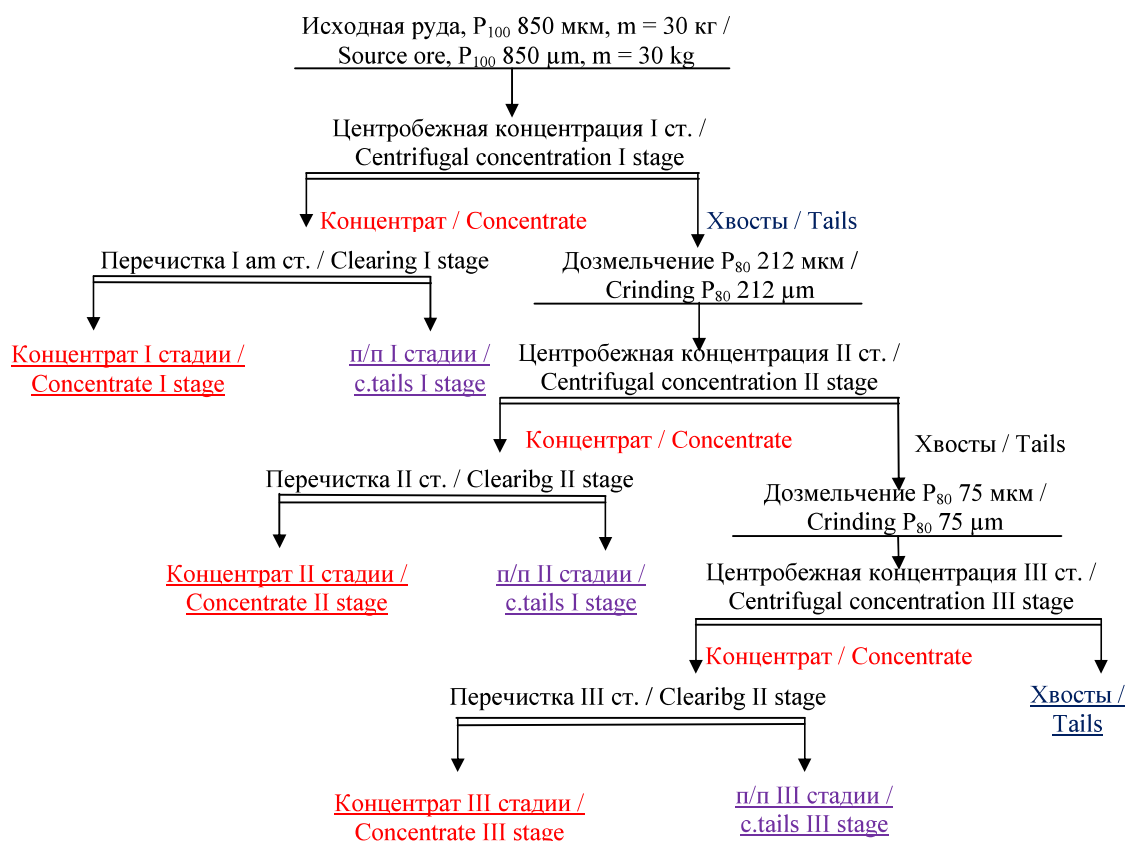 Исходная руда, P100 850 мкм, m = 30 кг /
Source ore, P100 850 µm, m = 30 kg
Центробежная концентрация I ст. /
Centrifugal concentration I stage
Концентрат / Concentrate
Хвосты / Tails
Перечистка I am ст. / Clearing I stage
Дозмельчение P80 212 мкм /
Crinding P80 212 µm
Концентрат I стадии /
Concentrate I stage
п/п I стадии /
c.tails I stage
Центробежная концентрация II ст. /
Centrifugal concentration II stage
Концентрат / Concentrate
Хвосты / Tails
Перечистка II ст. / Clearibg II stage
Дозмельчение P80 75 мкм /
Crinding P80 75 µm
Концентрат II стадии /
Concentrate II stage
п/п II стадии /
c.tails I stage
Центробежная концентрация III ст. /
Centrifugal concentration III stage
Концентрат / Concentrate
Хвосты /
Tails
Перечистка III ст. / Clearibg II stage
Концентрат III стадии /
Concentrate III stage
п/п III стадии /
c.tails III stage